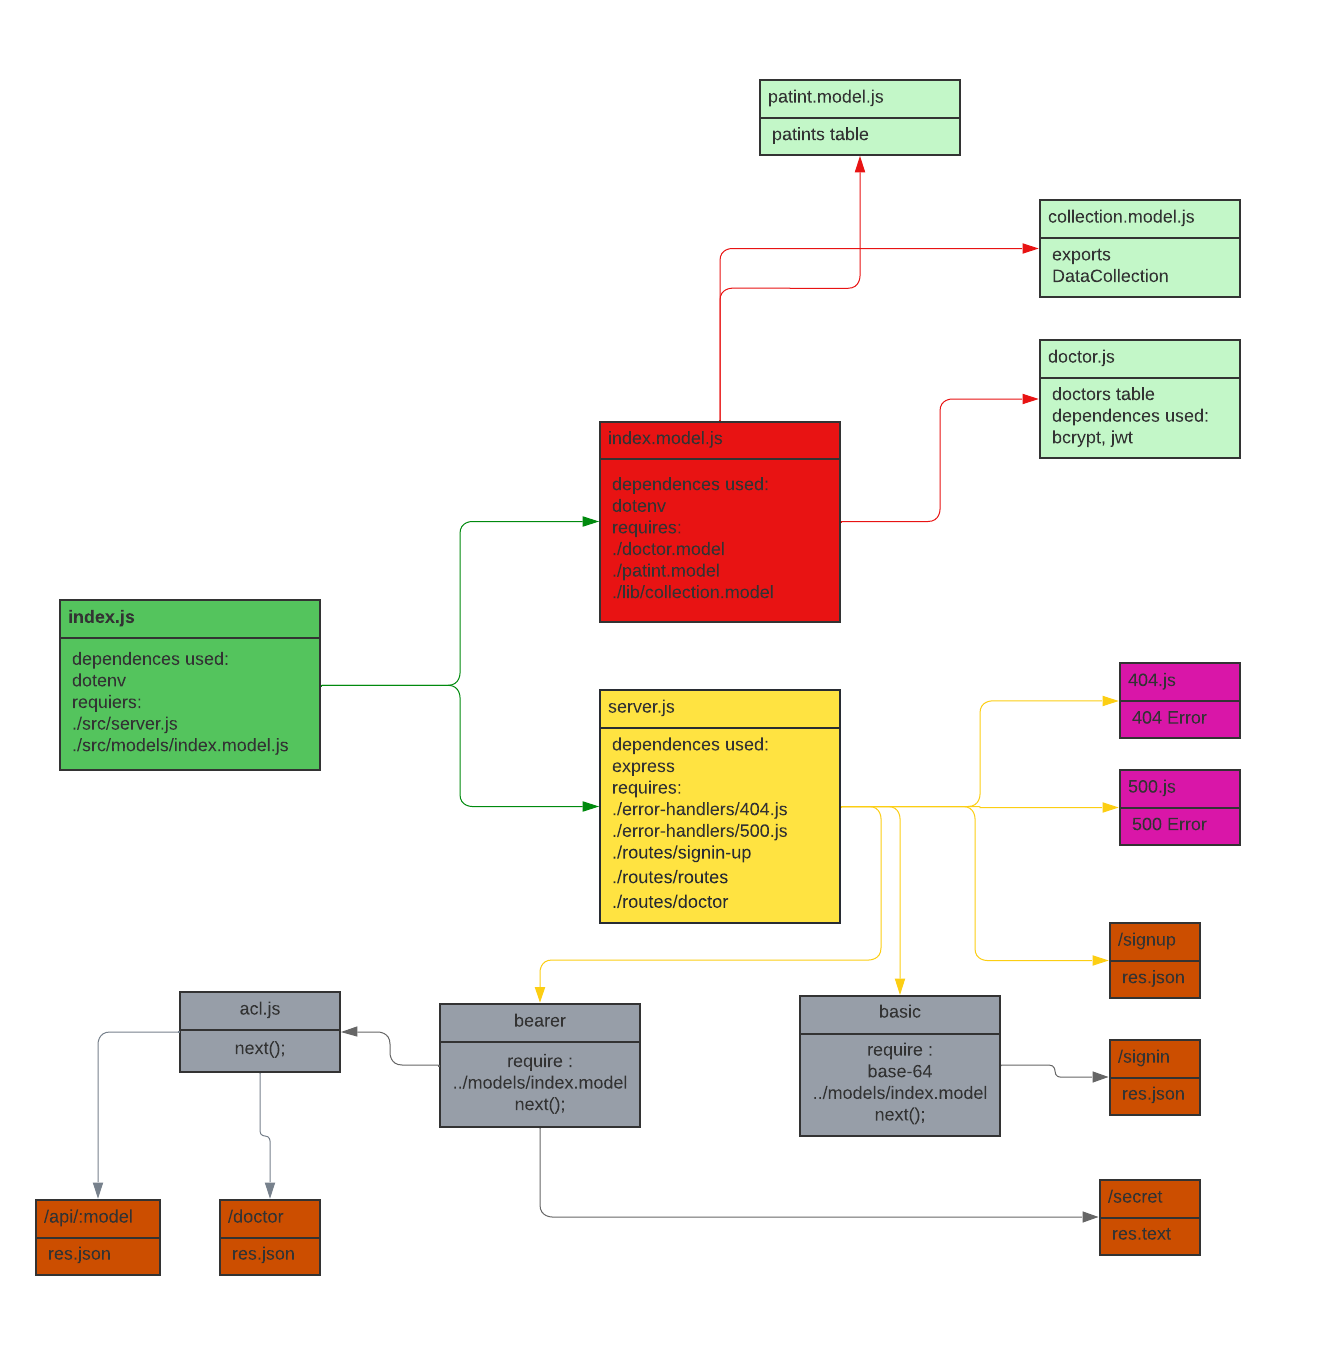 patint.model.js
patints table
collection.model.js
exports
DataCollection
doctor.js
doctors table
dependences used:
bcrypt, jwt
index.model.js
dependences used:
dotenv
requires:
./doctor.model
./patint.model
./lib/collection.model
index.js
dependences used:
dotenv
requiers:
./src/server.js
./src/models/index.model.js
server.js
dependences used:
express
requires:
./error-handlers/404.js
./error-handlers/500.js
./routes/signin-up
./routes/routes
./routes/doctor
404.js
404 Error
500.js
500 Error
/signup
res.json
acl.js
next();
bearer
require :
../models/index.model
next();
basic
require :
base-64
../models/index.model
next();
/signin
res.json
/api/:model
res.json
/doctor
res.json
/secret
res.text